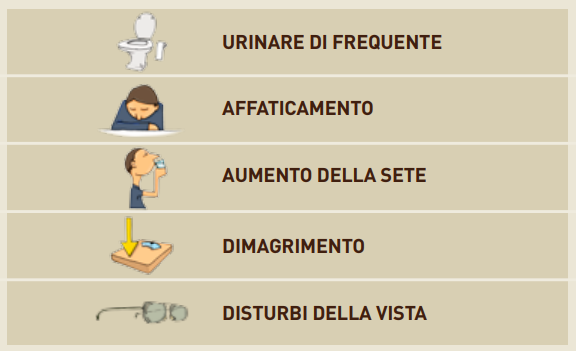 URINARE DI FREQUENTE
AFFATICAMENTO
AUMENTO DELLA SETE
DIMAGRIMENTO
DISTURBI DELLA VISTA